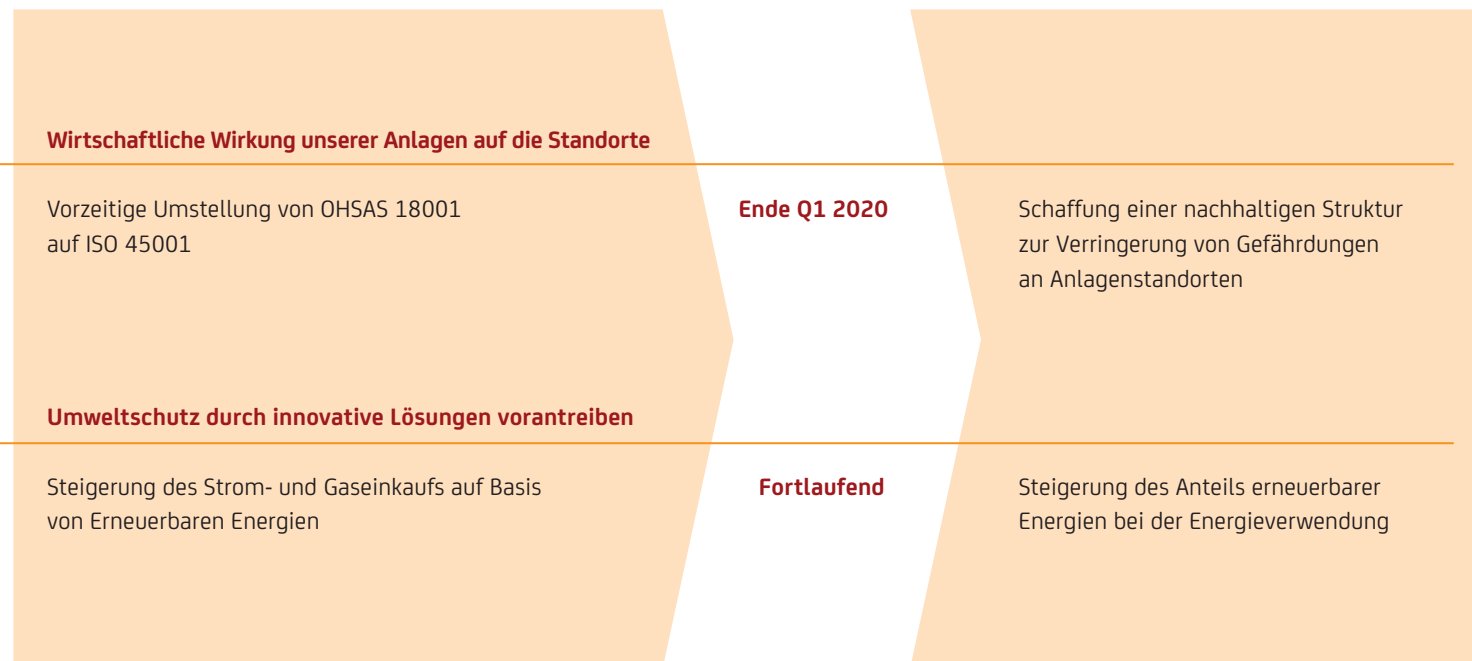 Wirtschaftliche Wirkung unserer Anlagen auf die Standorte
Vorzeitige Umstellung von OHSAS 18001
auf ISO 45001
Ende Q1 2020
Schaffung einer nachhaltigen Struktur
zur Verringerung von Gefährdungen
an Anlagenstandorten
Umweltschutz durch innovative Lösungen vorantreiben
Steigerung des Strom- und Gaseinkaufs auf Basis
von Erneuerbaren Energien
Fortlaufend
Steigerung des Anteils erneuerbarer
Energien bei der Energieverwendung